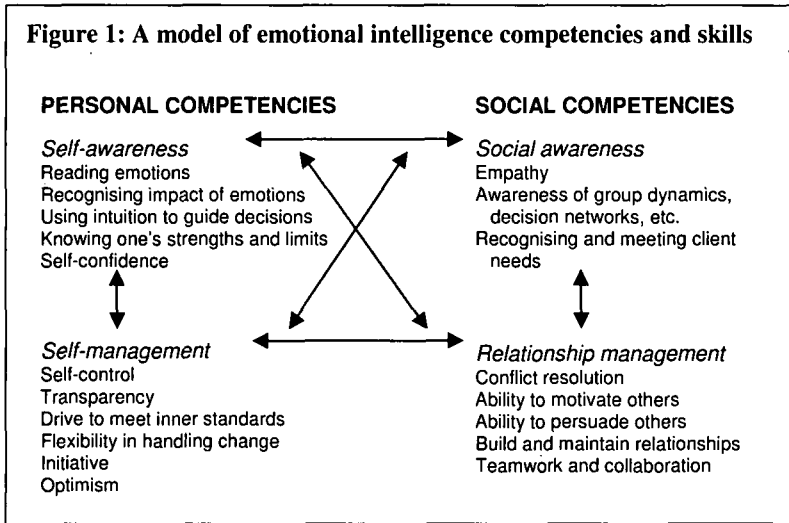 Figure 1: A model of emotional intelligence competencies and skills
PERSONAL COMPETENCIES
Self-awareness
Reading emotions
Recognising impact of emotions
Using intuition to guide decisions
Knowing one's strengths and limits
Self-confidence
Self-management
Self-control
Transparency
Drive to meet inner standards
Flexibility in handling change
Initiative
Optimism
SOCIAL COMPETENCIES
Social awareness
Empathy
Awareness of group dynamics,
decision networks, etc.
Recognising and meeting client
needs
Relationship management
Conflict resolution
Ability to motivate others
Ability to persuade others
Build and maintain relationships
Teamwork and collaboration